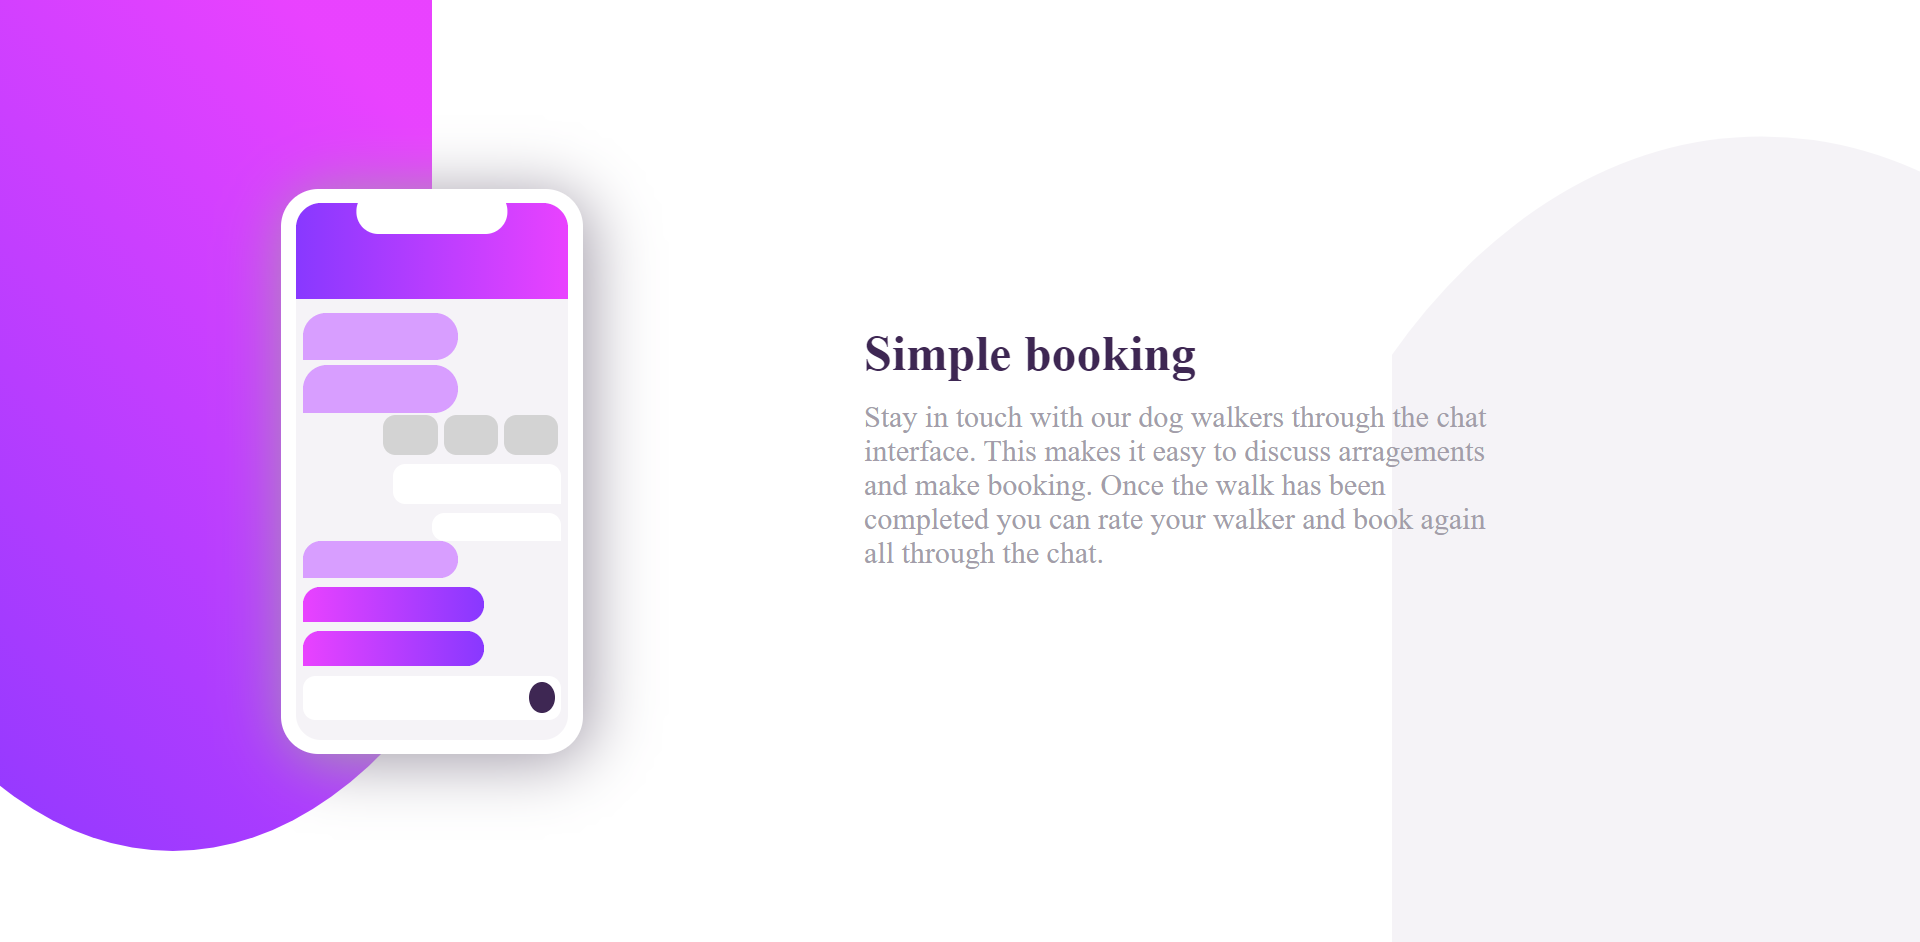 Simple booking
Stay in touch with our dog walkers through the chat
interface. This makes it easy to discuss arragements
and make booking. Once the walk has been
completed you can rate your walker and book again
all through the chat.